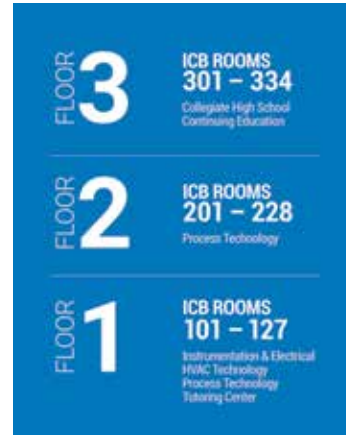 FLOOR 3
ICB ROOMS
301 – 334
Collegiate High School
Continuing Education
FLOOR 2
ICB ROOMS
201 – 228
Process Technology
FLOOR 1
ICB ROOMS
101 – 127
Instrumentation & Electrical
HVAC Technology
Process Technology
Tutoring Center